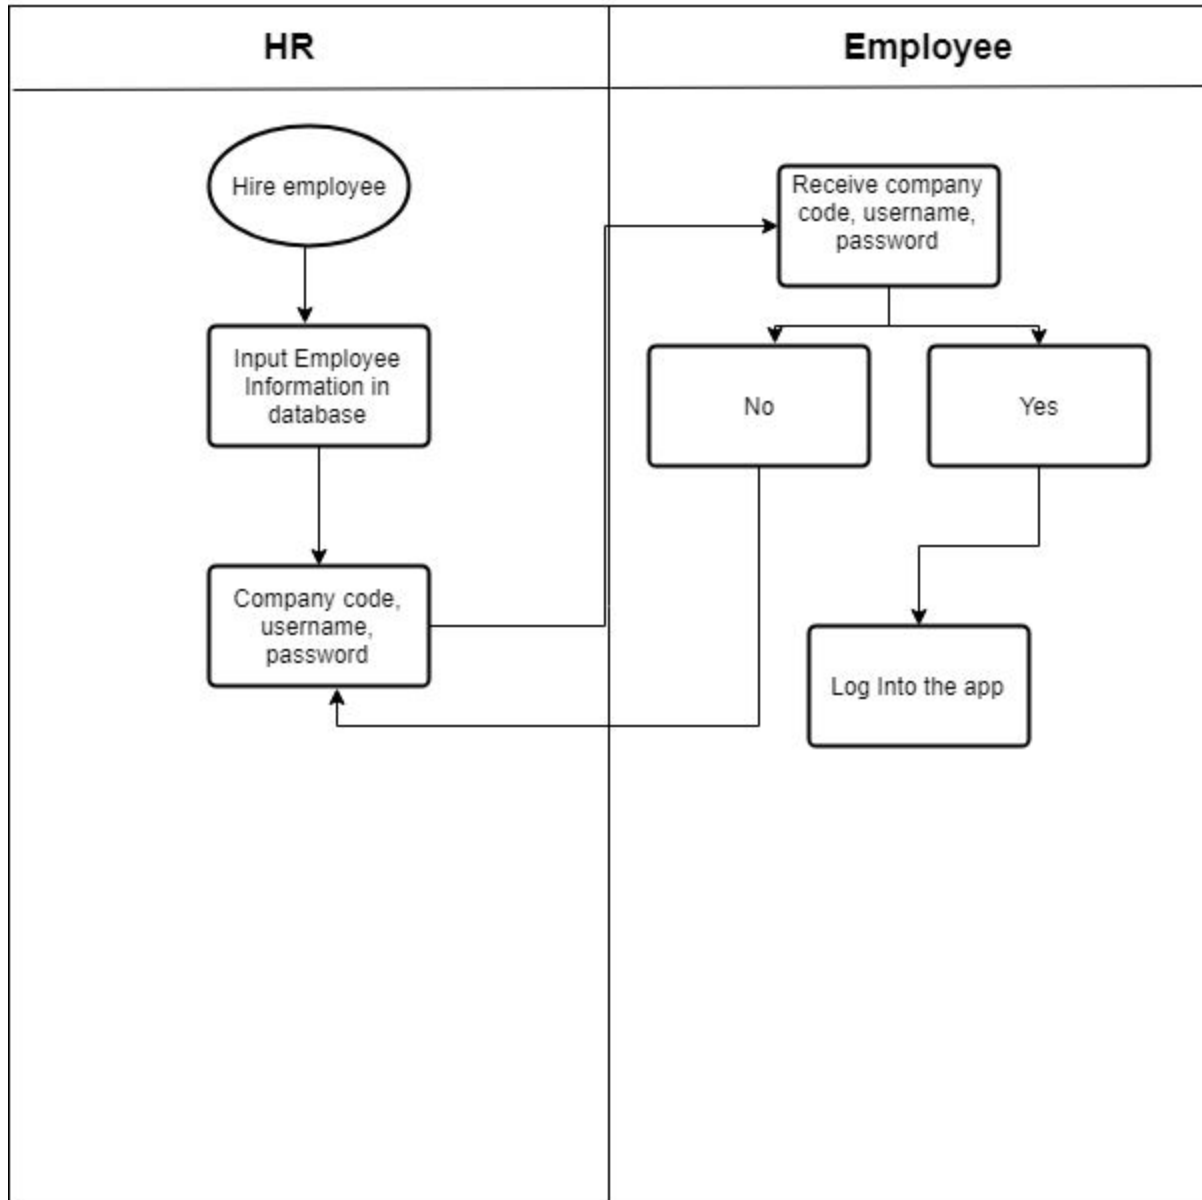 HR
Employee
Hire employee
Input Employee
Information in
database
Company code,
username,
password
Receive company
code, username,
password
No
Yes
Log Into the app